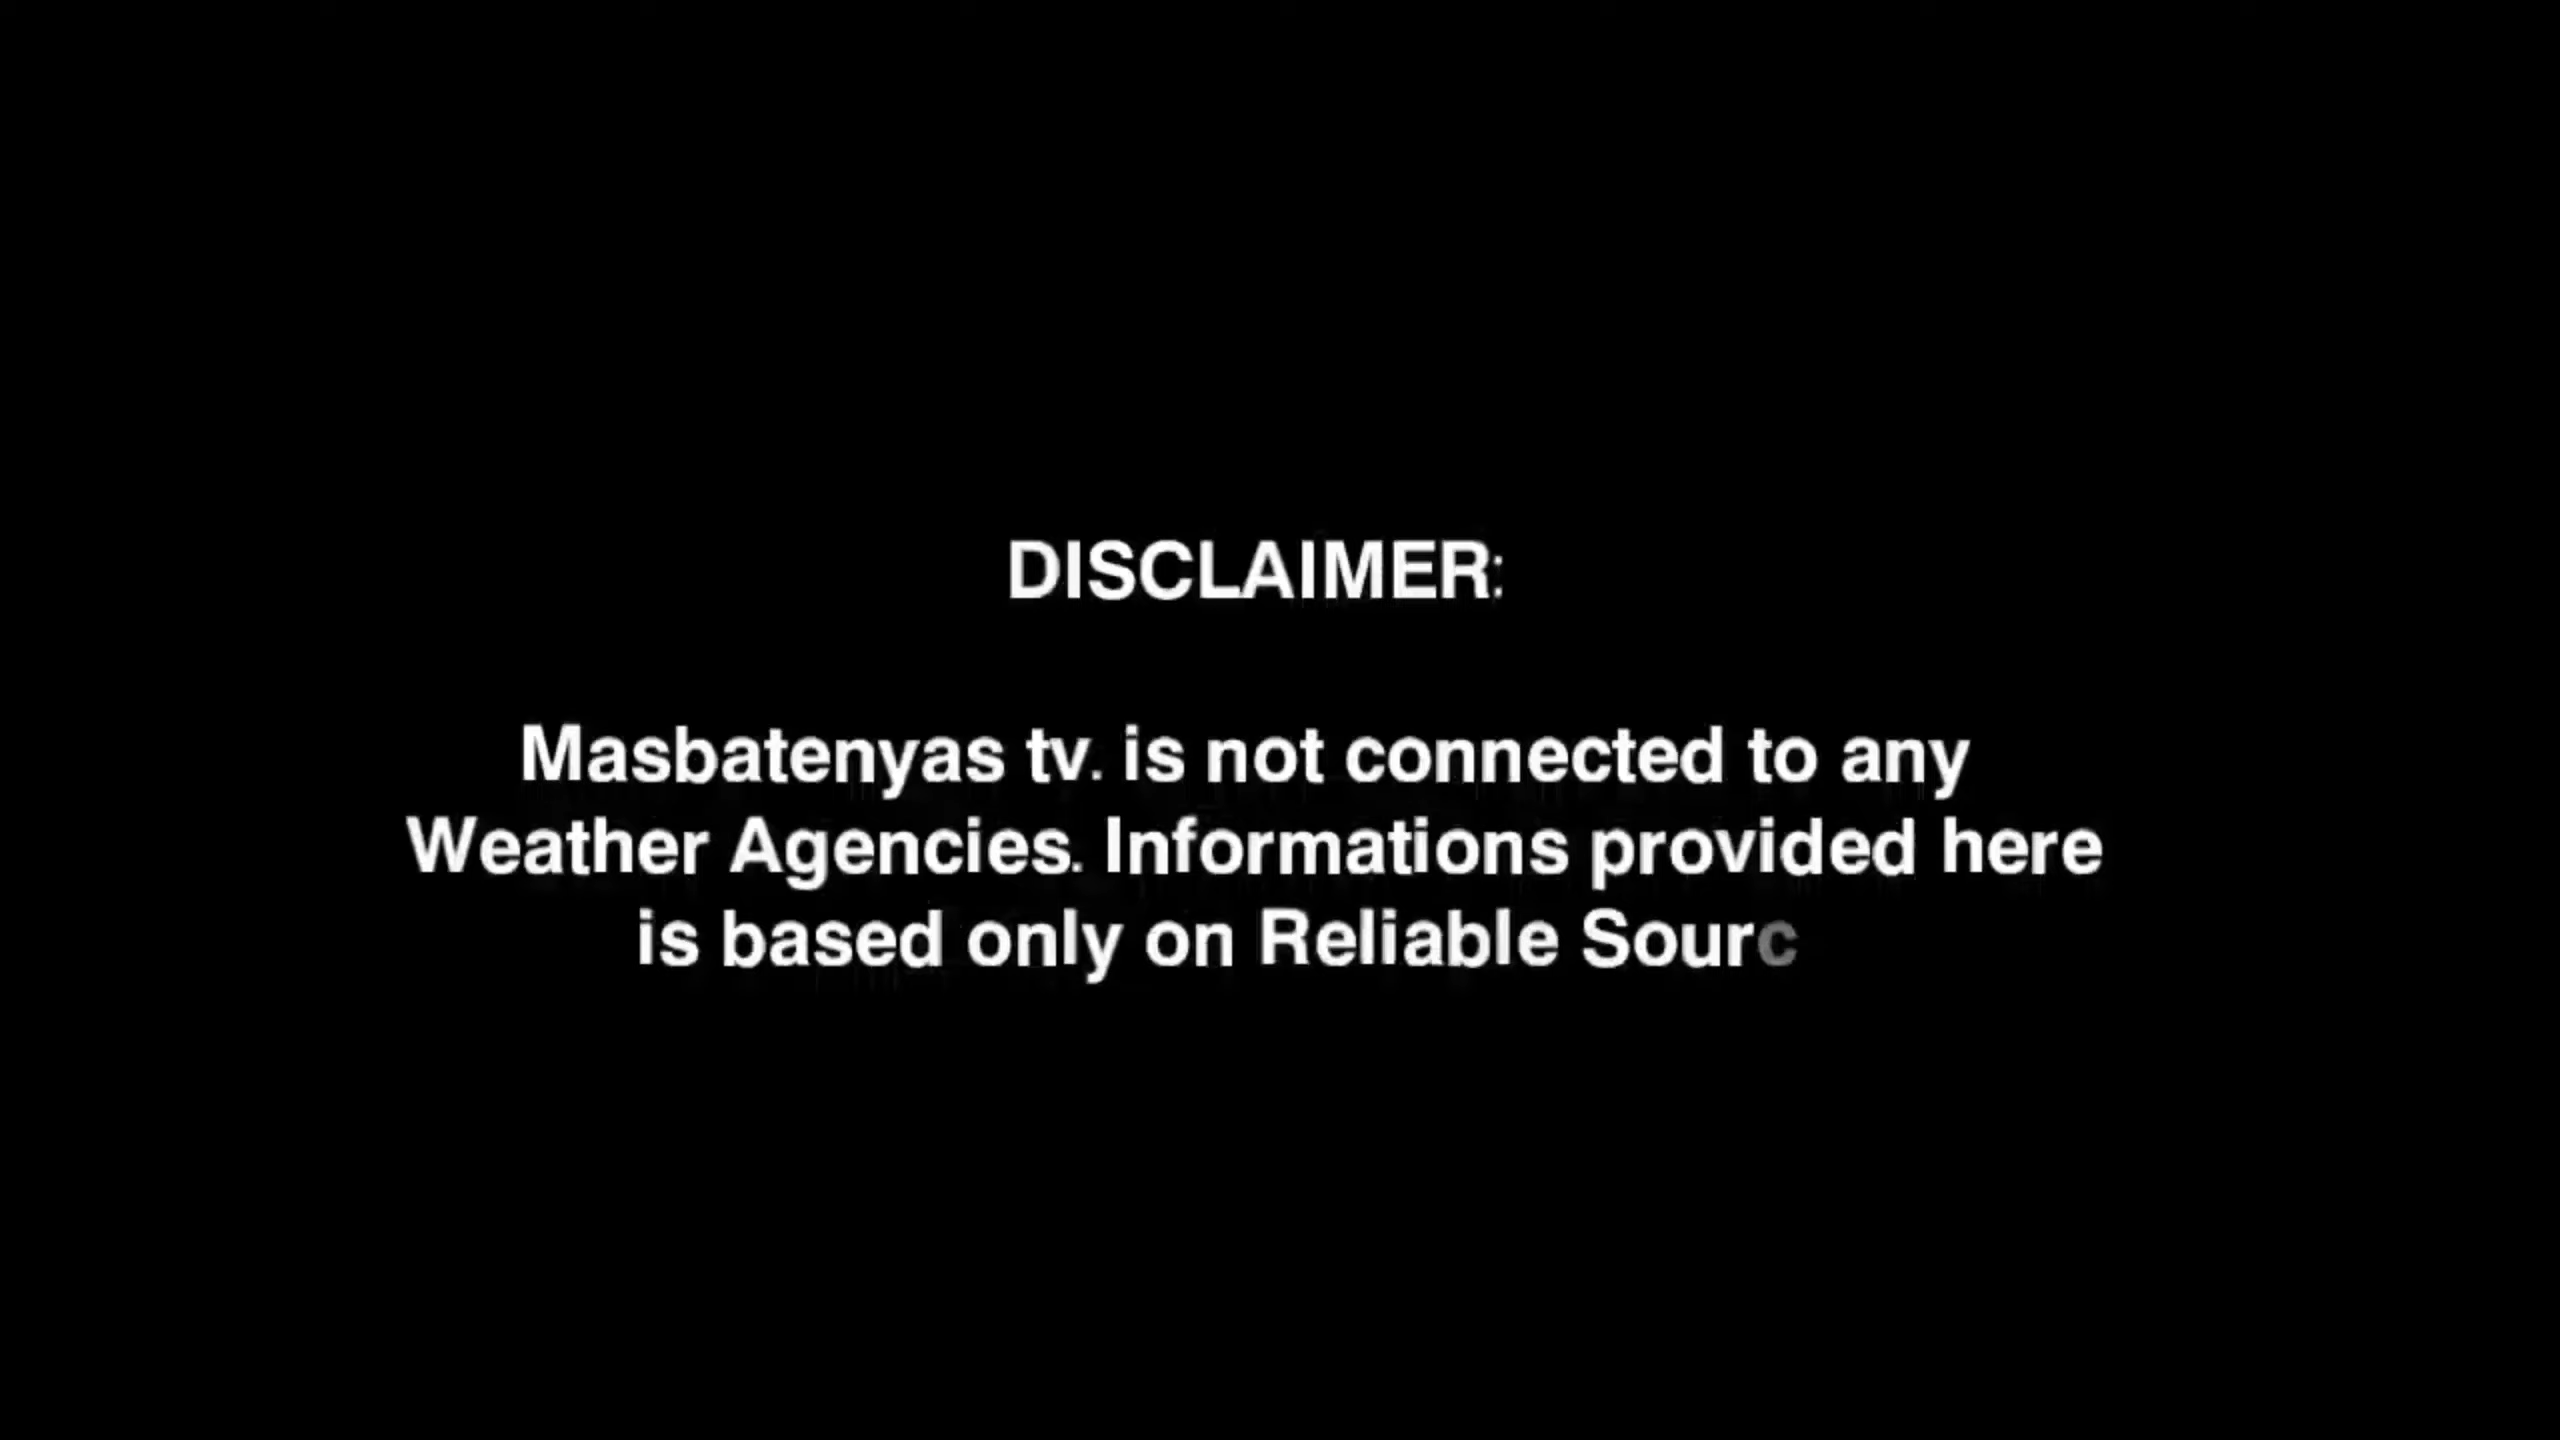 DISCLAIMER:
Masbatenyas tv. is not connected to any
Weather Agencies. Informations provided here
is based only on Reliable Sourc